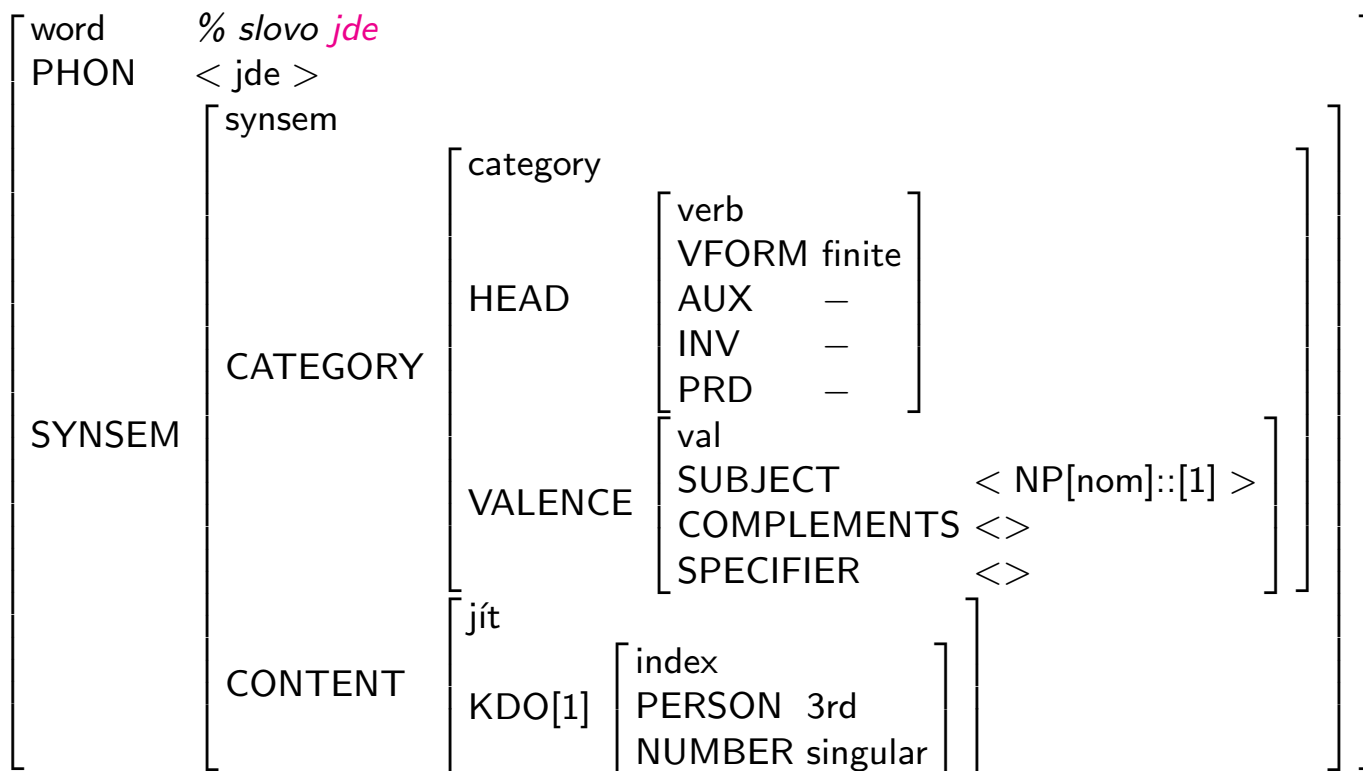 word % slovo jde
PHON < jde >
synsem
category
verb
VFORM finite
HEAD AUX −
INV −
CATEGORY PRD −
SYNSEM val
SUBJECT < NP[nom]::[1] >
VALENCE COMPLEMENTS <>
SPECIFIER <>
jít
index
CONTENT KDO[1] PERSON 3rd
NUMBER singular